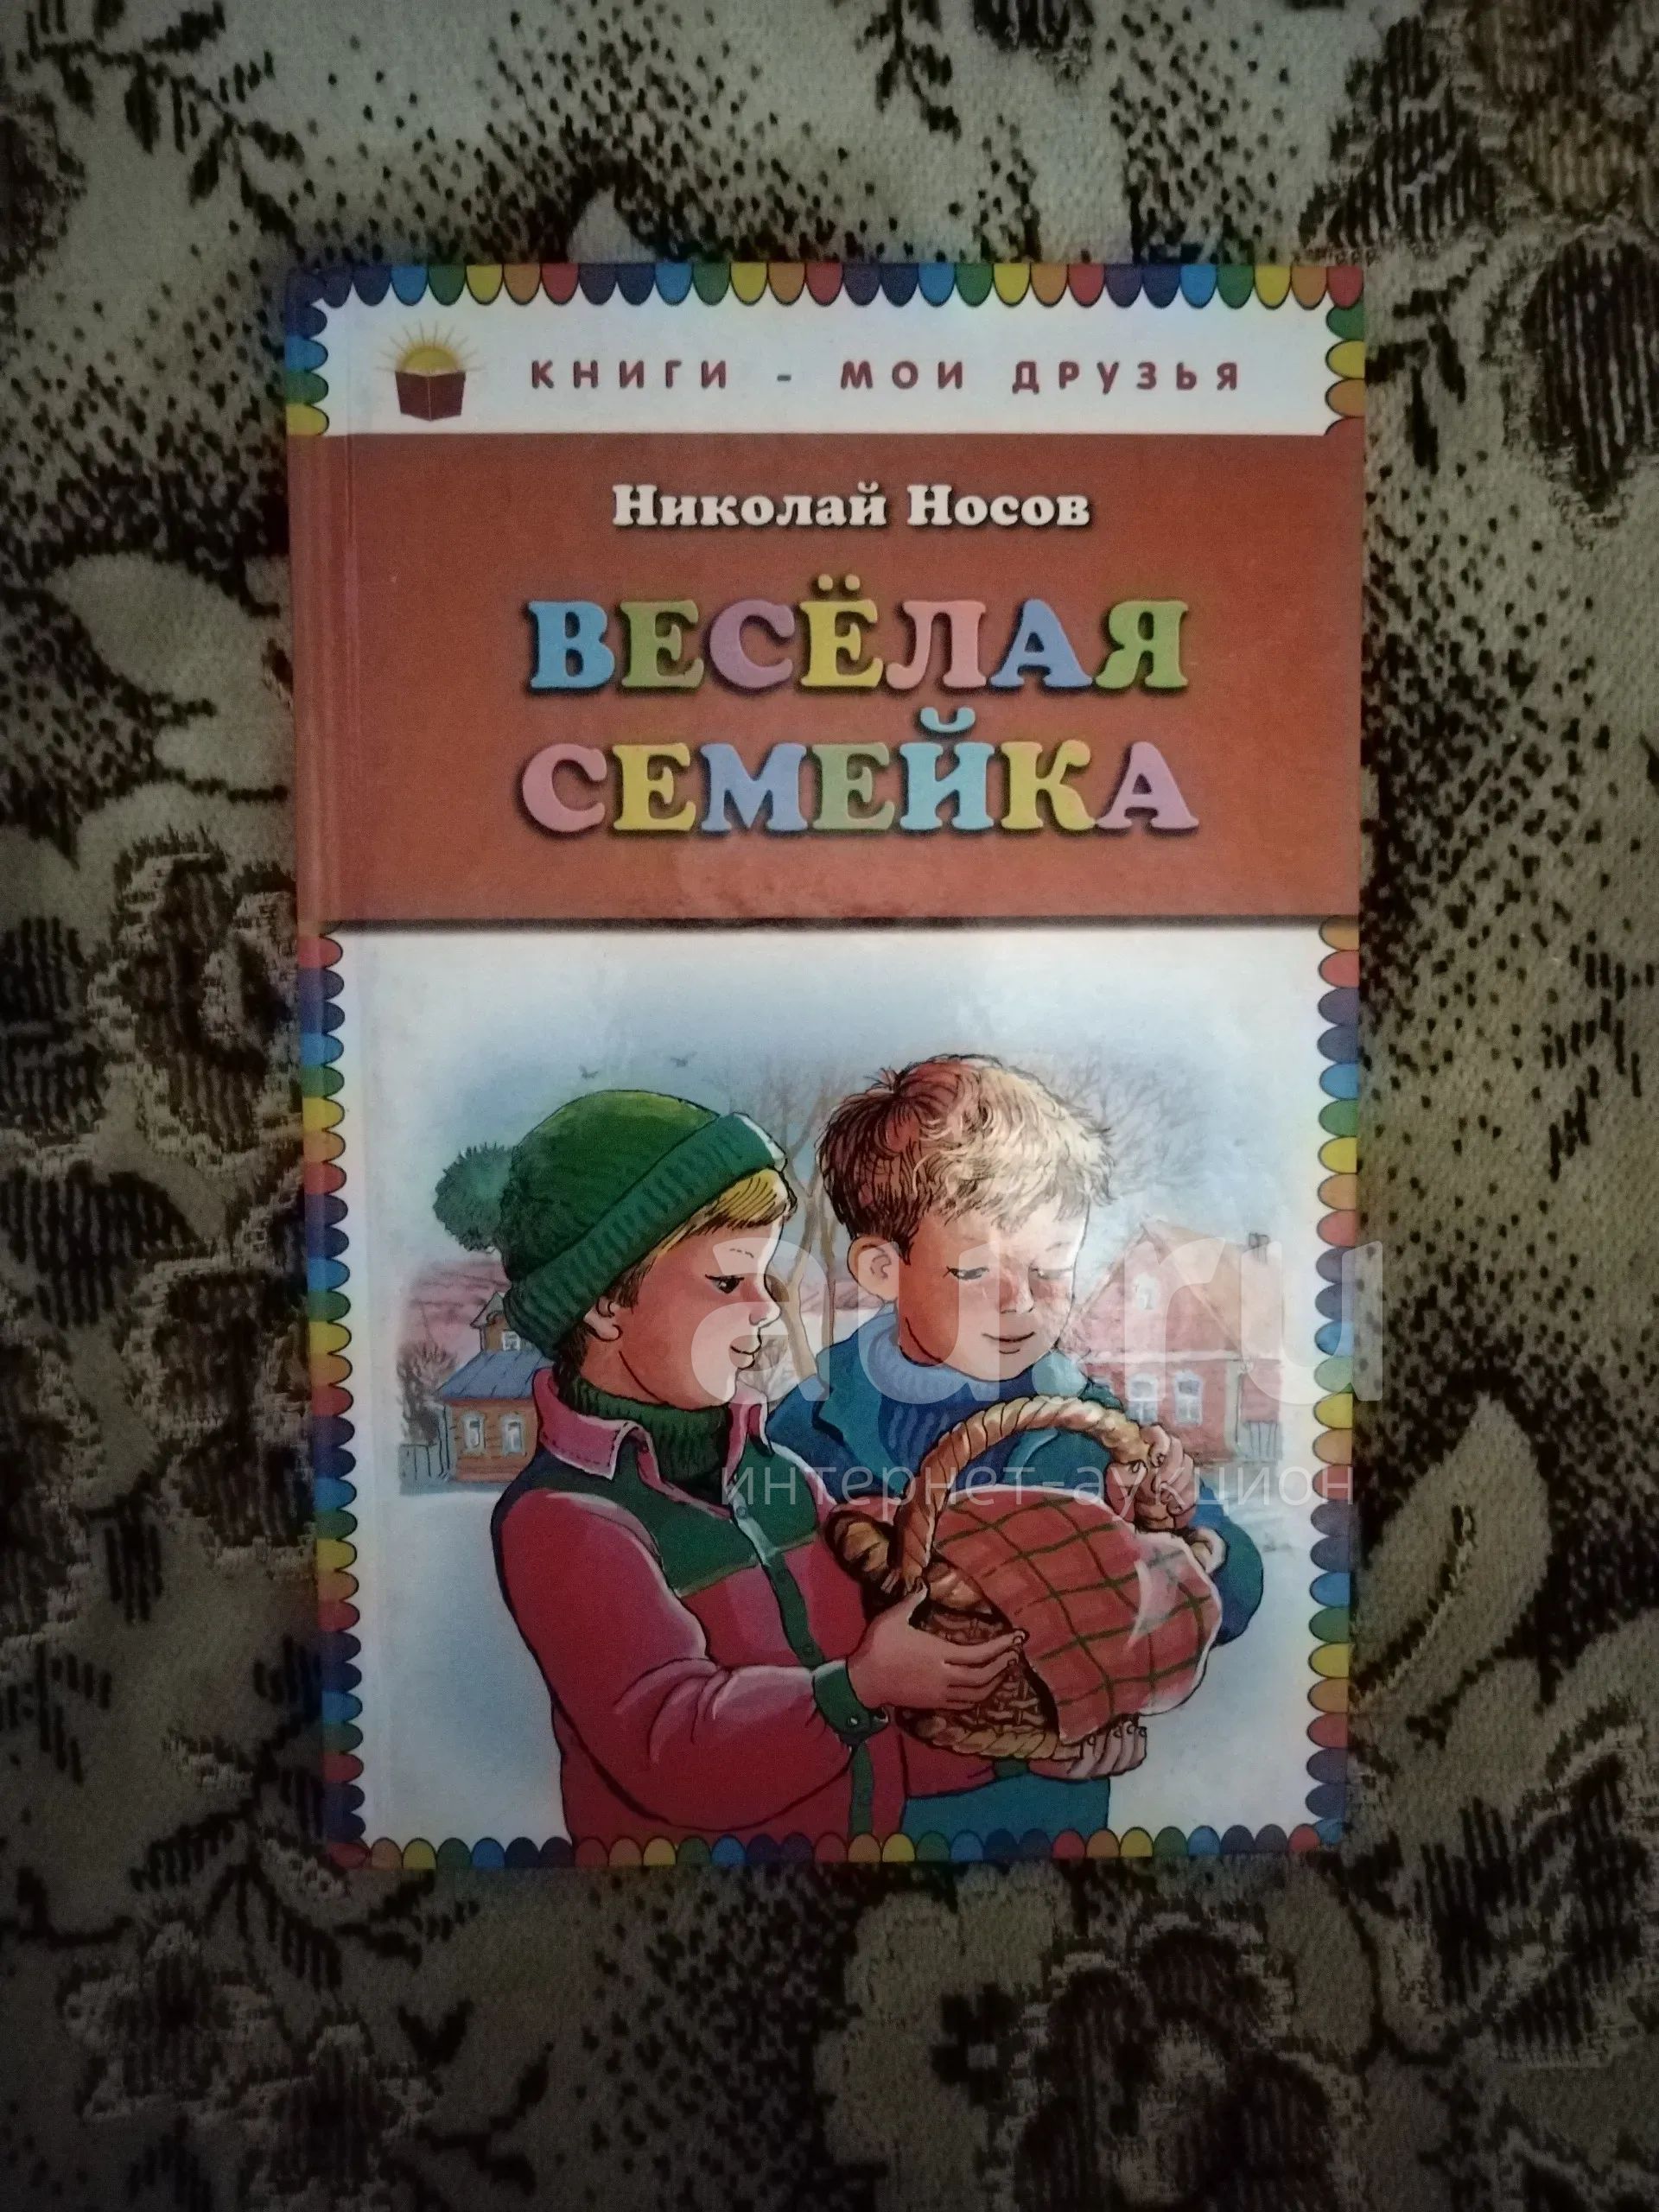 КНИГИ - МОИ ДРУЗЬЯ
Николай Носов
ВЕСЁЛАЯ
СЕМЕЙКА
au.ru
интернет-аукцион